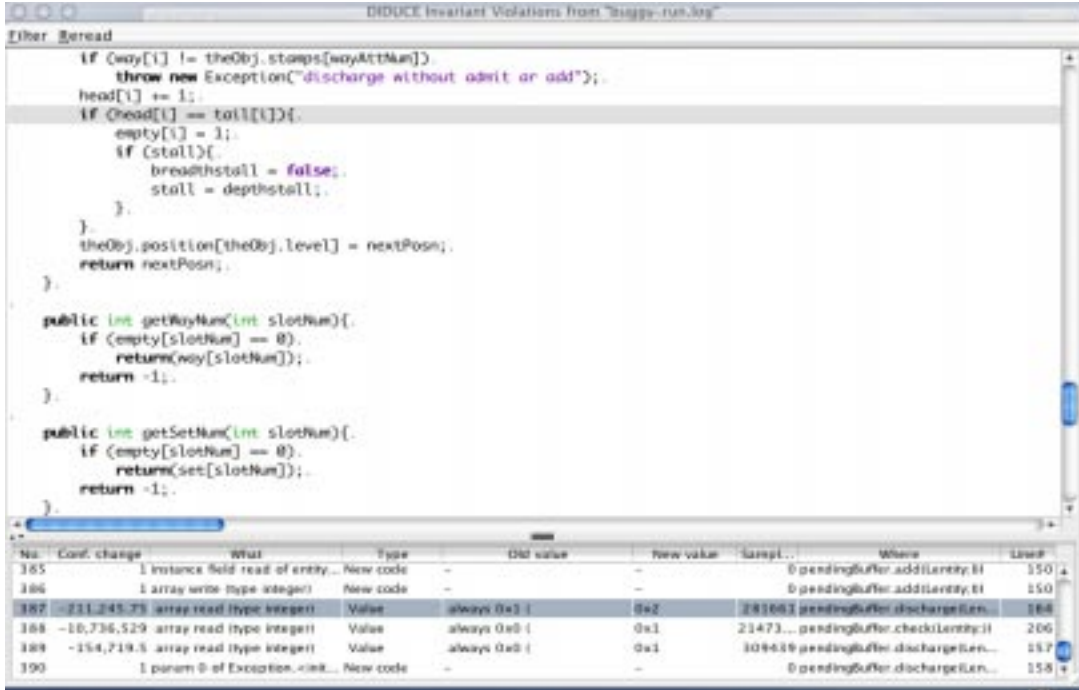 DIDUCE Invariant Violations from "buggy-run.log"
Filter Reread
if (way[i] != theObj.stamps[wayAttNum])
throw new Exception("discharge without admit or add");
head[i] += 1;
if (head[i] == tail[i]){
empty[i] = 1;
if (stall){
breadthstall = false;
stall = depthstall;
}
}
theObj.position[theObj.level] = nextPosn;
return nextPosn;
}
public int getWayNum(int slotNum){
if (empty[slotNum] == 0)
return(way[slotNum]);
return -1;
}
public int getSetNum(int slotNum){
if (empty[slotNum] == 0)
return(set[slotNum]);
return -1;
}
No. Conf. change What Type Old value New value Sampl... Where Line#
385 1 instance field read of entity... New code - - 0 pendingBuffer.add(Lentity;I) 150
386 1 array write (type integer) New code - - 0 pendingBuffer.add(Lentity;I) 150
387 -211,245.75 array read (type integer) Value always 0x1 ( 0x2 281661 pendingBuffer.discharge(Len... 164
388 -10,736,529 array read (type integer) Value always 0x0 ( 0x1 21473... pendingBuffer.check(Lentity;I) 206
389 -154,719.5 array read (type integer) Value always 0x0 ( 0x1 309439 pendingBuffer.discharge(Len... 157
390 1 param 0 of Exception.<init... New code - - 0 pendingBuffer.discharge(Len... 158